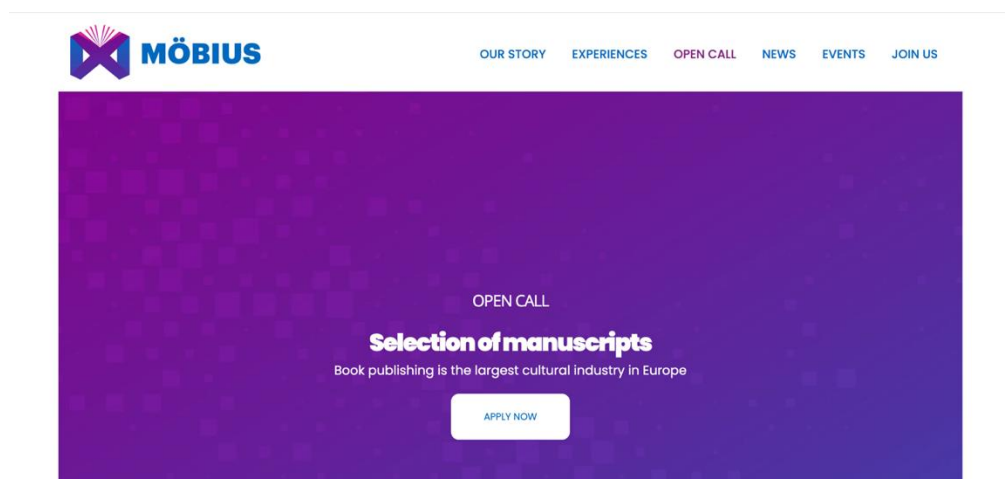 MÖBIUS
OUR STORY EXPERIENCES OPEN CALL NEWS EVENTS JOIN US
OPEN CALL
Selection of manuscripts
Book publishing is the largest cultural industry in Europe
APPLY NOW